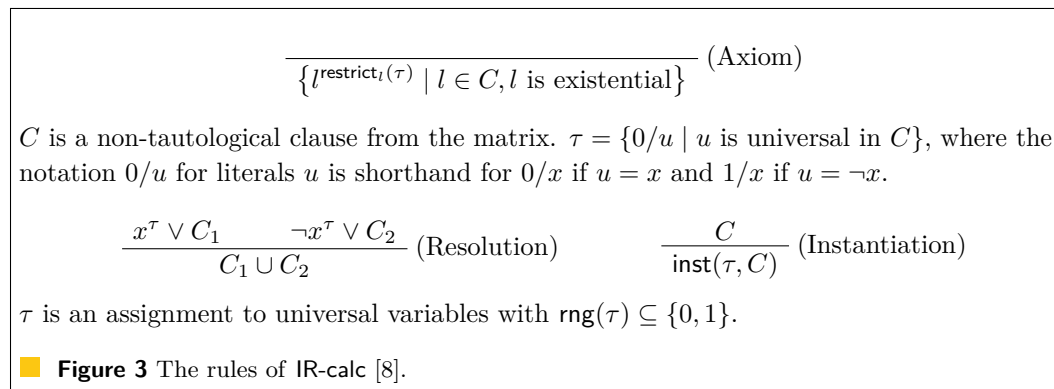 {l^{restrict_l(τ)} | l ∈ C, l is existential} (Axiom)
C is a non-tautological clause from the matrix. τ = {0/u | u is universal in C}, where the
notation 0/u for literals u is shorthand for 0/x if u = x and 1/x if u = ¬x.
x^τ ∨ C_1 ¬x^τ ∨ C_2 (Resolution) C (Instantiation)
C_1 ∪ C_2 inst(τ, C)
τ is an assignment to universal variables with rng(τ) ⊆ {0, 1}.
Figure 3 The rules of IR-calc [8].